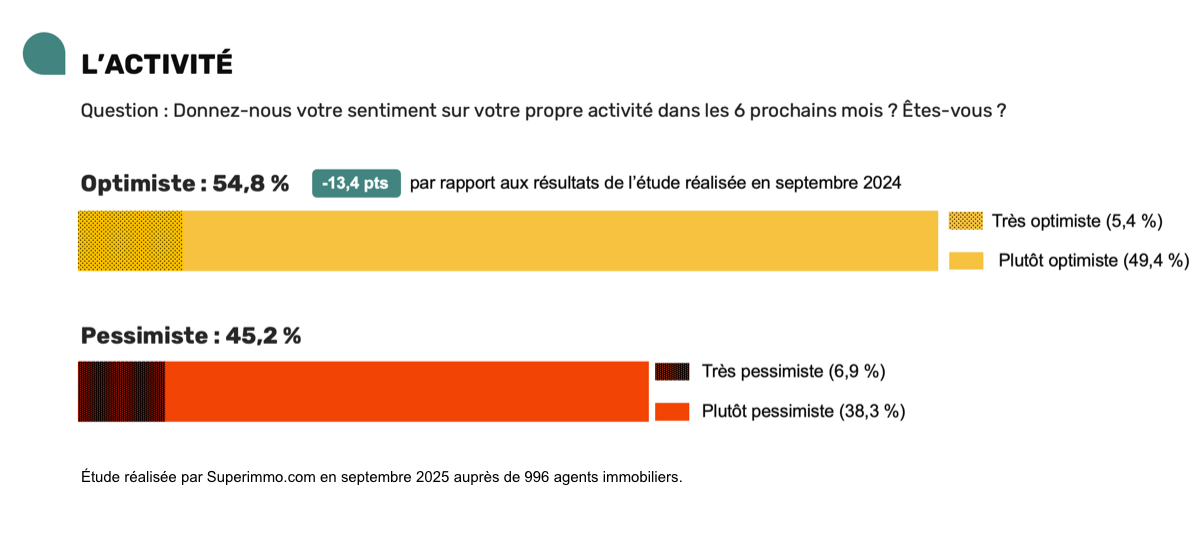 L’ACTIVITÉ
Question : Donnez-nous votre sentiment sur votre propre activité dans les 6 prochains mois ? Êtes-vous ?
Optimiste : 54,8 % -13,4 pts par rapport aux résultats de l’étude réalisée en septembre 2024
Très optimiste (5,4 %)
Plutôt optimiste (49,4 %)
Pessimiste : 45,2 %
Très pessimiste (6,9 %)
Plutôt pessimiste (38,3 %)
Étude réalisée par Superimmo.com en septembre 2025 auprès de 996 agents immobiliers.